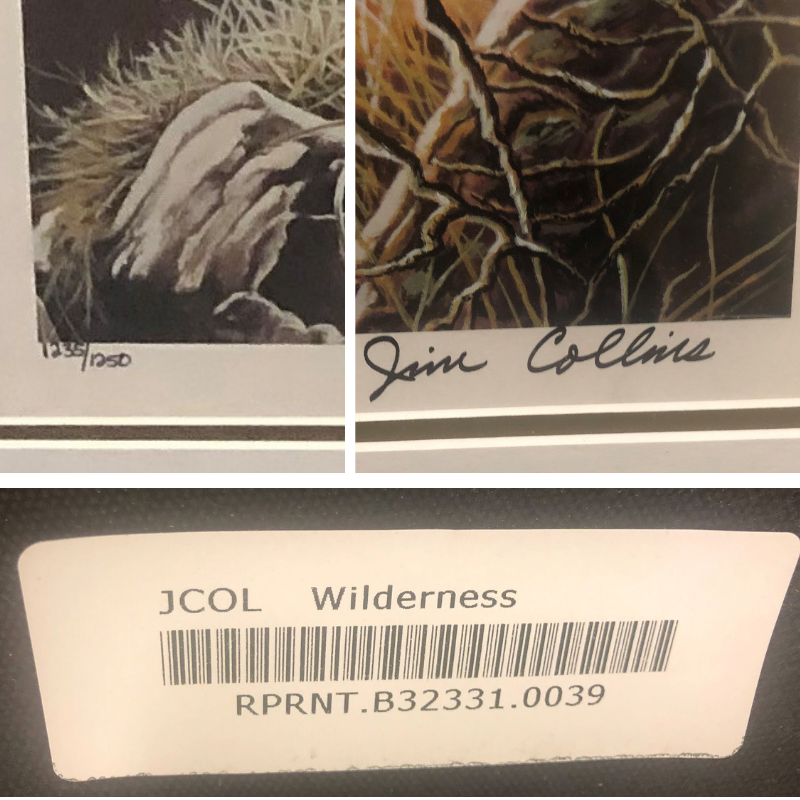 1235/1250
Jim Collins
JCOL Wilderness
RPRNT.B32331.0039